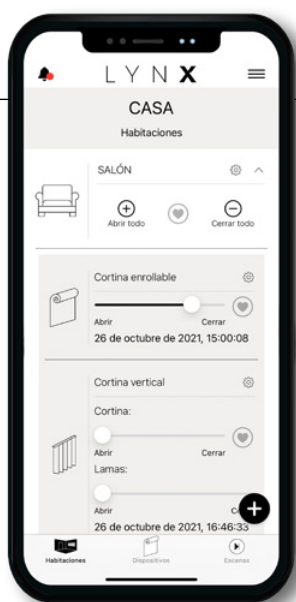 LYNX
CASA
Habitaciones
SALÓN
Abrir todo
Cerrar todo
Cortina enrollable
Abrir Cerrar
26 de octubre de 2021, 15:00:08
Cortina vertical
Cortina:
Abrir Cerrar
Lamas:
Abrir
26 de octubre de 2021, 16:46:33
Habitaciones Dispositivos Escenas